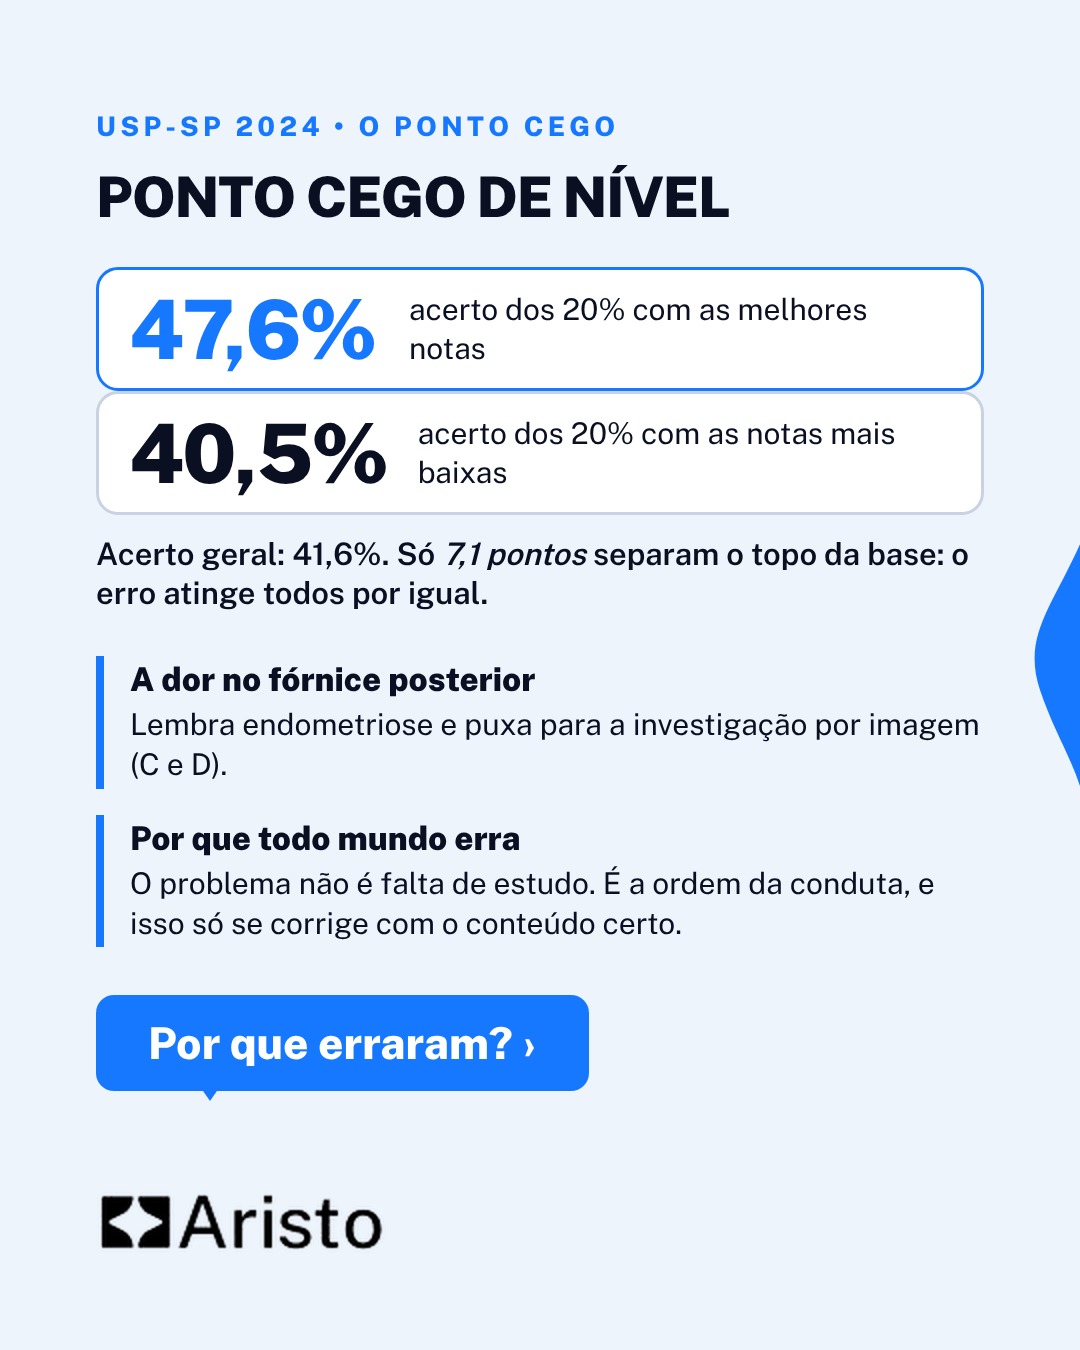 USP-SP 2024 • O PONTO CEGO
PONTO CEGO DE NÍVEL
47,6%
acerto dos 20% com as melhores
notas
40,5%
acerto dos 20% com as notas mais
baixas
Acerto geral: 41,6%. Só 7,1 pontos separam o topo da base: o
erro atinge todos por igual.
A dor no fórnice posterior
Lembra endometriose e puxa para a investigação por imagem
(C e D).
Por que todo mundo erra
O problema não é falta de estudo. É a ordem da conduta, e
isso só se corrige com o conteúdo certo.
Por que erraram? ›
Aristo